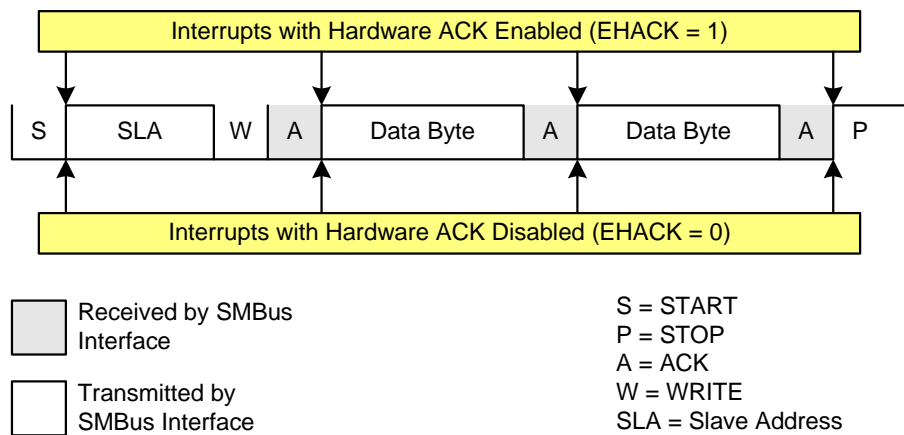 Interrupts with Hardware ACK Enabled (EHACK = 1)
S SLA W A Data Byte A Data Byte A P
Interrupts with Hardware ACK Disabled (EHACK = 0)
Received by SMBus
Interface
Transmitted by
SMBus Interface
S = START
P = STOP
A = ACK
W = WRITE
SLA = Slave Address